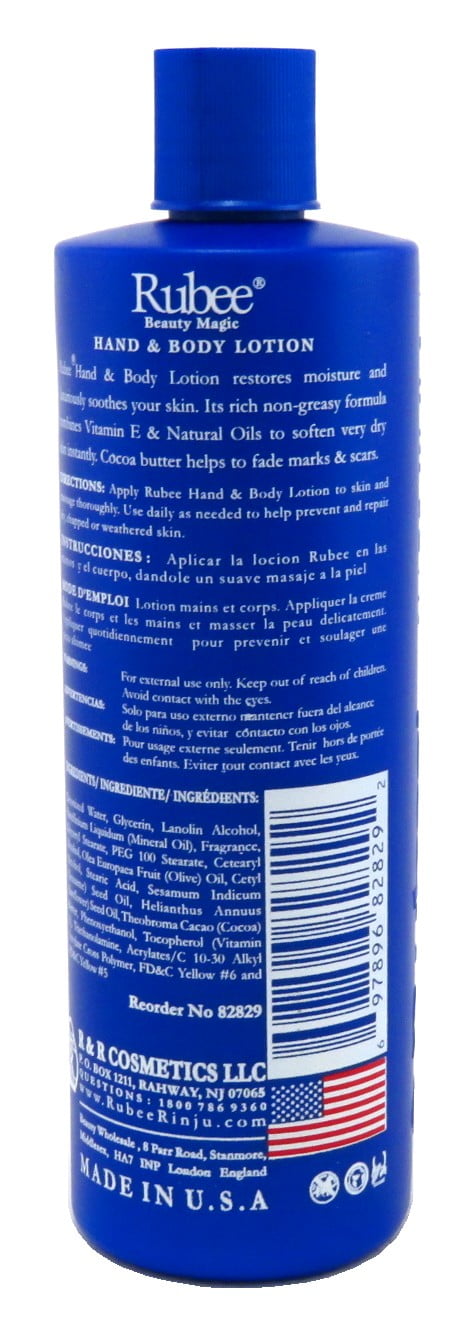 Rubee®
Beauty Magic
HAND & BODY LOTION
Rubee® Hand & Body Lotion restores moisture and
soothes your skin. Its rich non-greasy formula
Vitamin E & Natural Oils to soften very dry
instantly. Cocoa butter helps to fade marks & scars.
DIRECTIONS: Apply Rubee Hand & Body Lotion to skin and
thoroughly. Use daily as needed to help prevent and repair
chapped or weathered skin.
INSTRUCCIONES: Aplicar la locion Rubee en las
y el cuerpo, dandole un suave masaje a la piel
MODE D'EMPLOI Lotion mains et corps. Appliquer la creme
le corps et les mains et masser la peau delicatement.
quotidiennement pour prevenir et soulager une
For external use only. Keep out of reach of children.
Avoid contact with the eyes.
Solo para uso externo mantener fuera del alcance
de los niños, y evitar contacto con los ojos.
Pour usage externe seulement. Tenir hors de portée
des enfants. Eviter tout contact avec les yeux.
INGREDIENTS/ INGREDIENTE/ INGRÉDIENTS:
Water, Glycerin, Lanolin Alcohol,
Liquidum (Mineral Oil), Fragrance,
Stearate, PEG 100 Stearate, Cetearyl
Olea Europaea Fruit (Olive) Oil, Cetyl
Stearic Acid, Sesamum Indicum
Seed Oil, Helianthus Annuus
Seed Oil, Theobroma Cacao (Cocoa)
Phenoxyethanol, Tocopherol (Vitamin
Acrylates/C 10-30 Alkyl
Cross Polymer, FD&C Yellow #6 and
Yellow #5
6 97896 82829 2
Reorder No 82829
R & R COSMETICS LLC
P.O. BOX 1211, RAHWAY, NJ 07065
QUESTIONS: 1800 786 9360
www.RubeeRinju.com
Beauty Wholesale, 8 Parr Road, Stanmore,
Middlesex, HA7 1NP London England
MADE IN U.S.A